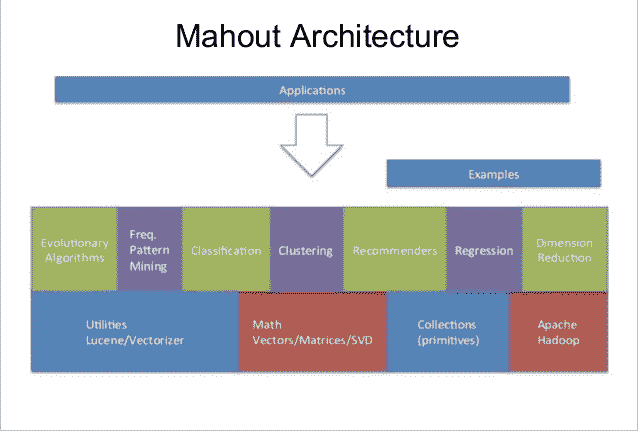 Mahout Architecture
Applications
Examples
Evolutionary
Algorithms
Freq.
Pattern
Mining
Classification
Clustering
Recommenders
Regression
Dimension
Reduction
Utilities
Lucene/Vectorizer
Math
Vectors/Matrices/SVD
Collections
(primitives)
Apache
Hadoop